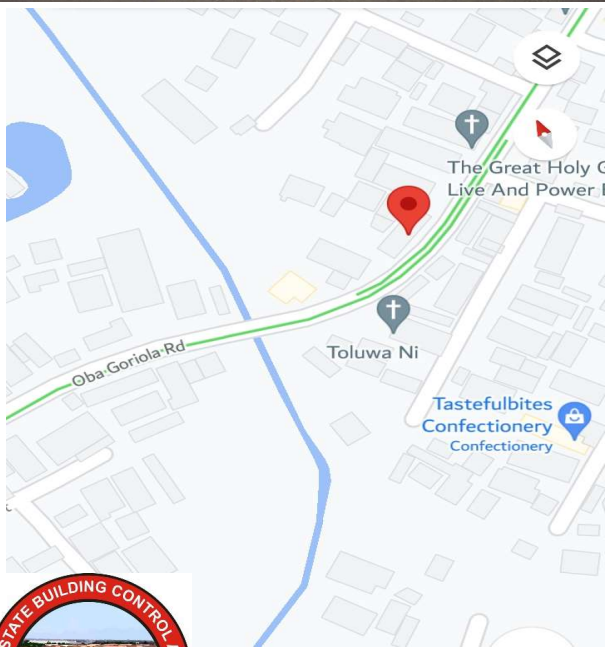 The Great Holy
Live And Power
Oba Goriola Rd
Toluwa Ni
Tastefulbites
Confectionery
Confectionery
STATE BUILDING CONTROL